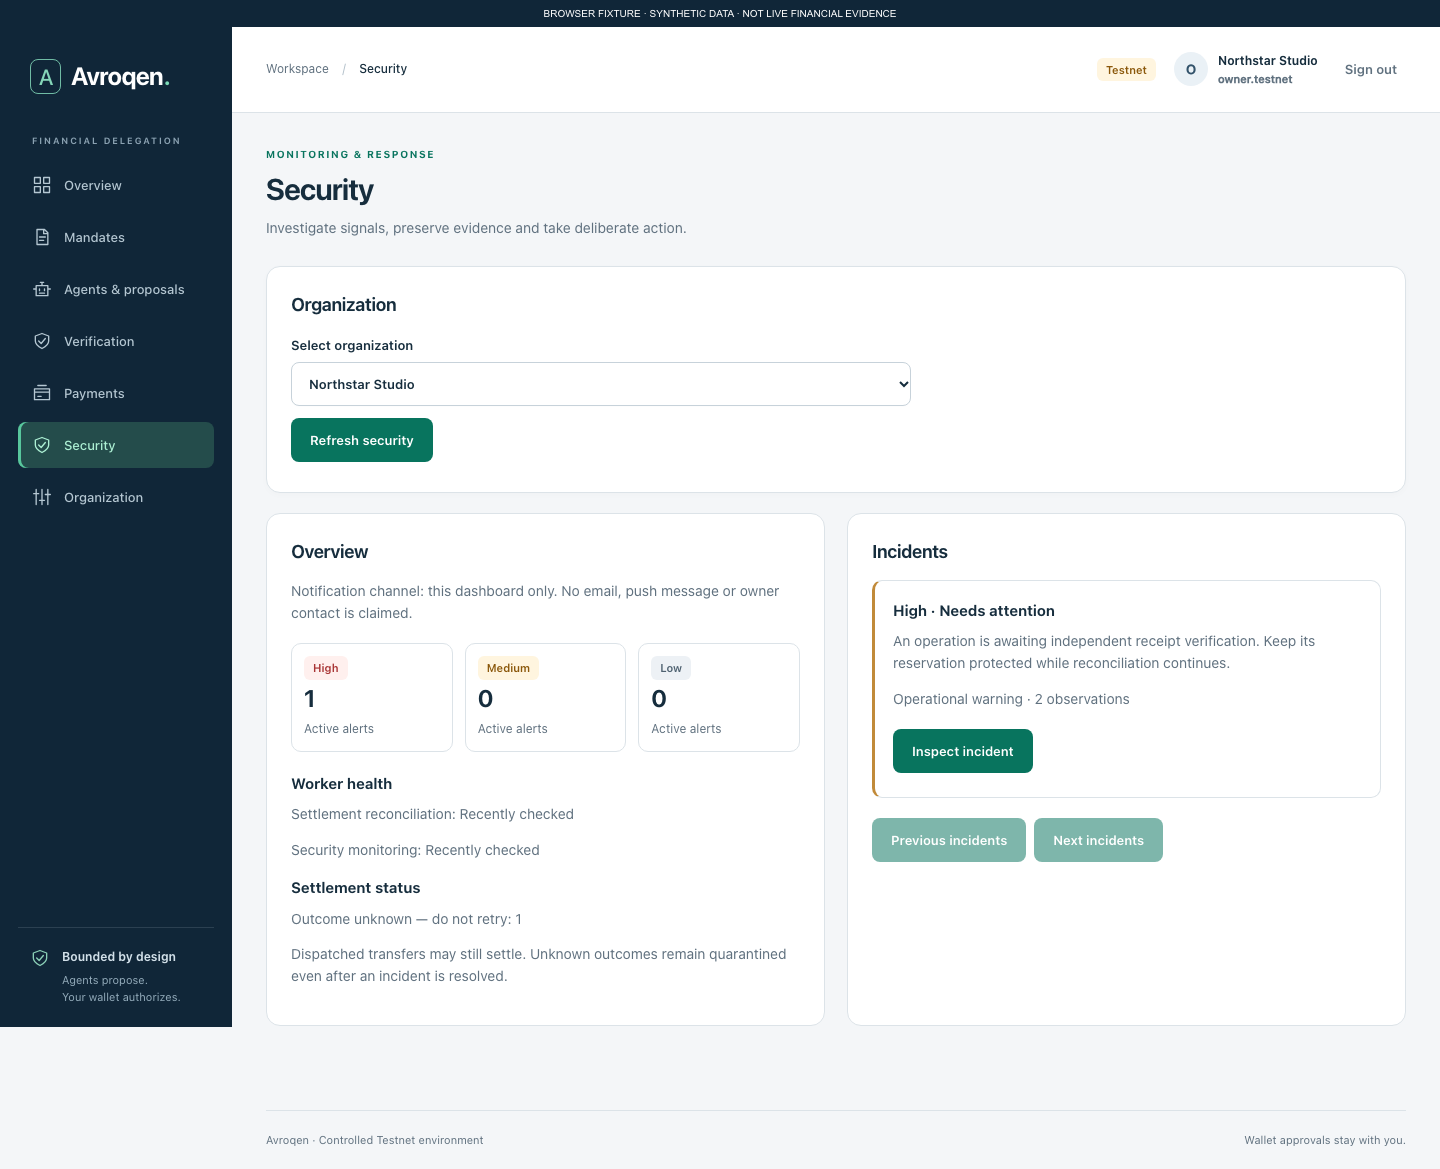 BROWSER FIXTURE · SYNTHETIC DATA · NOT LIVE FINANCIAL EVIDENCE
A Avroqen.
FINANCIAL DELEGATION
Overview
Mandates
Agents & proposals
Verification
Payments
Security
Organization
Bounded by design
Agents propose.
Your wallet authorizes.
Workspace / Security
Testnet
O
Northstar Studio
owner.testnet
Sign out
MONITORING & RESPONSE
Security
Investigate signals, preserve evidence and take deliberate action.
Organization
Select organization
Northstar Studio
Refresh security
Overview
Notification channel: this dashboard only. No email, push message or owner
contact is claimed.
High
1
Active alerts
Medium
0
Active alerts
Low
0
Active alerts
Worker health
Settlement reconciliation: Recently checked
Security monitoring: Recently checked
Settlement status
Outcome unknown — do not retry: 1
Dispatched transfers may still settle. Unknown outcomes remain quarantined
even after an incident is resolved.
Incidents
High · Needs attention
An operation is awaiting independent receipt verification. Keep its
reservation protected while reconciliation continues.
Operational warning · 2 observations
Inspect incident
Previous incidents
Next incidents
Avroqen · Controlled Testnet environment
Wallet approvals stay with you.